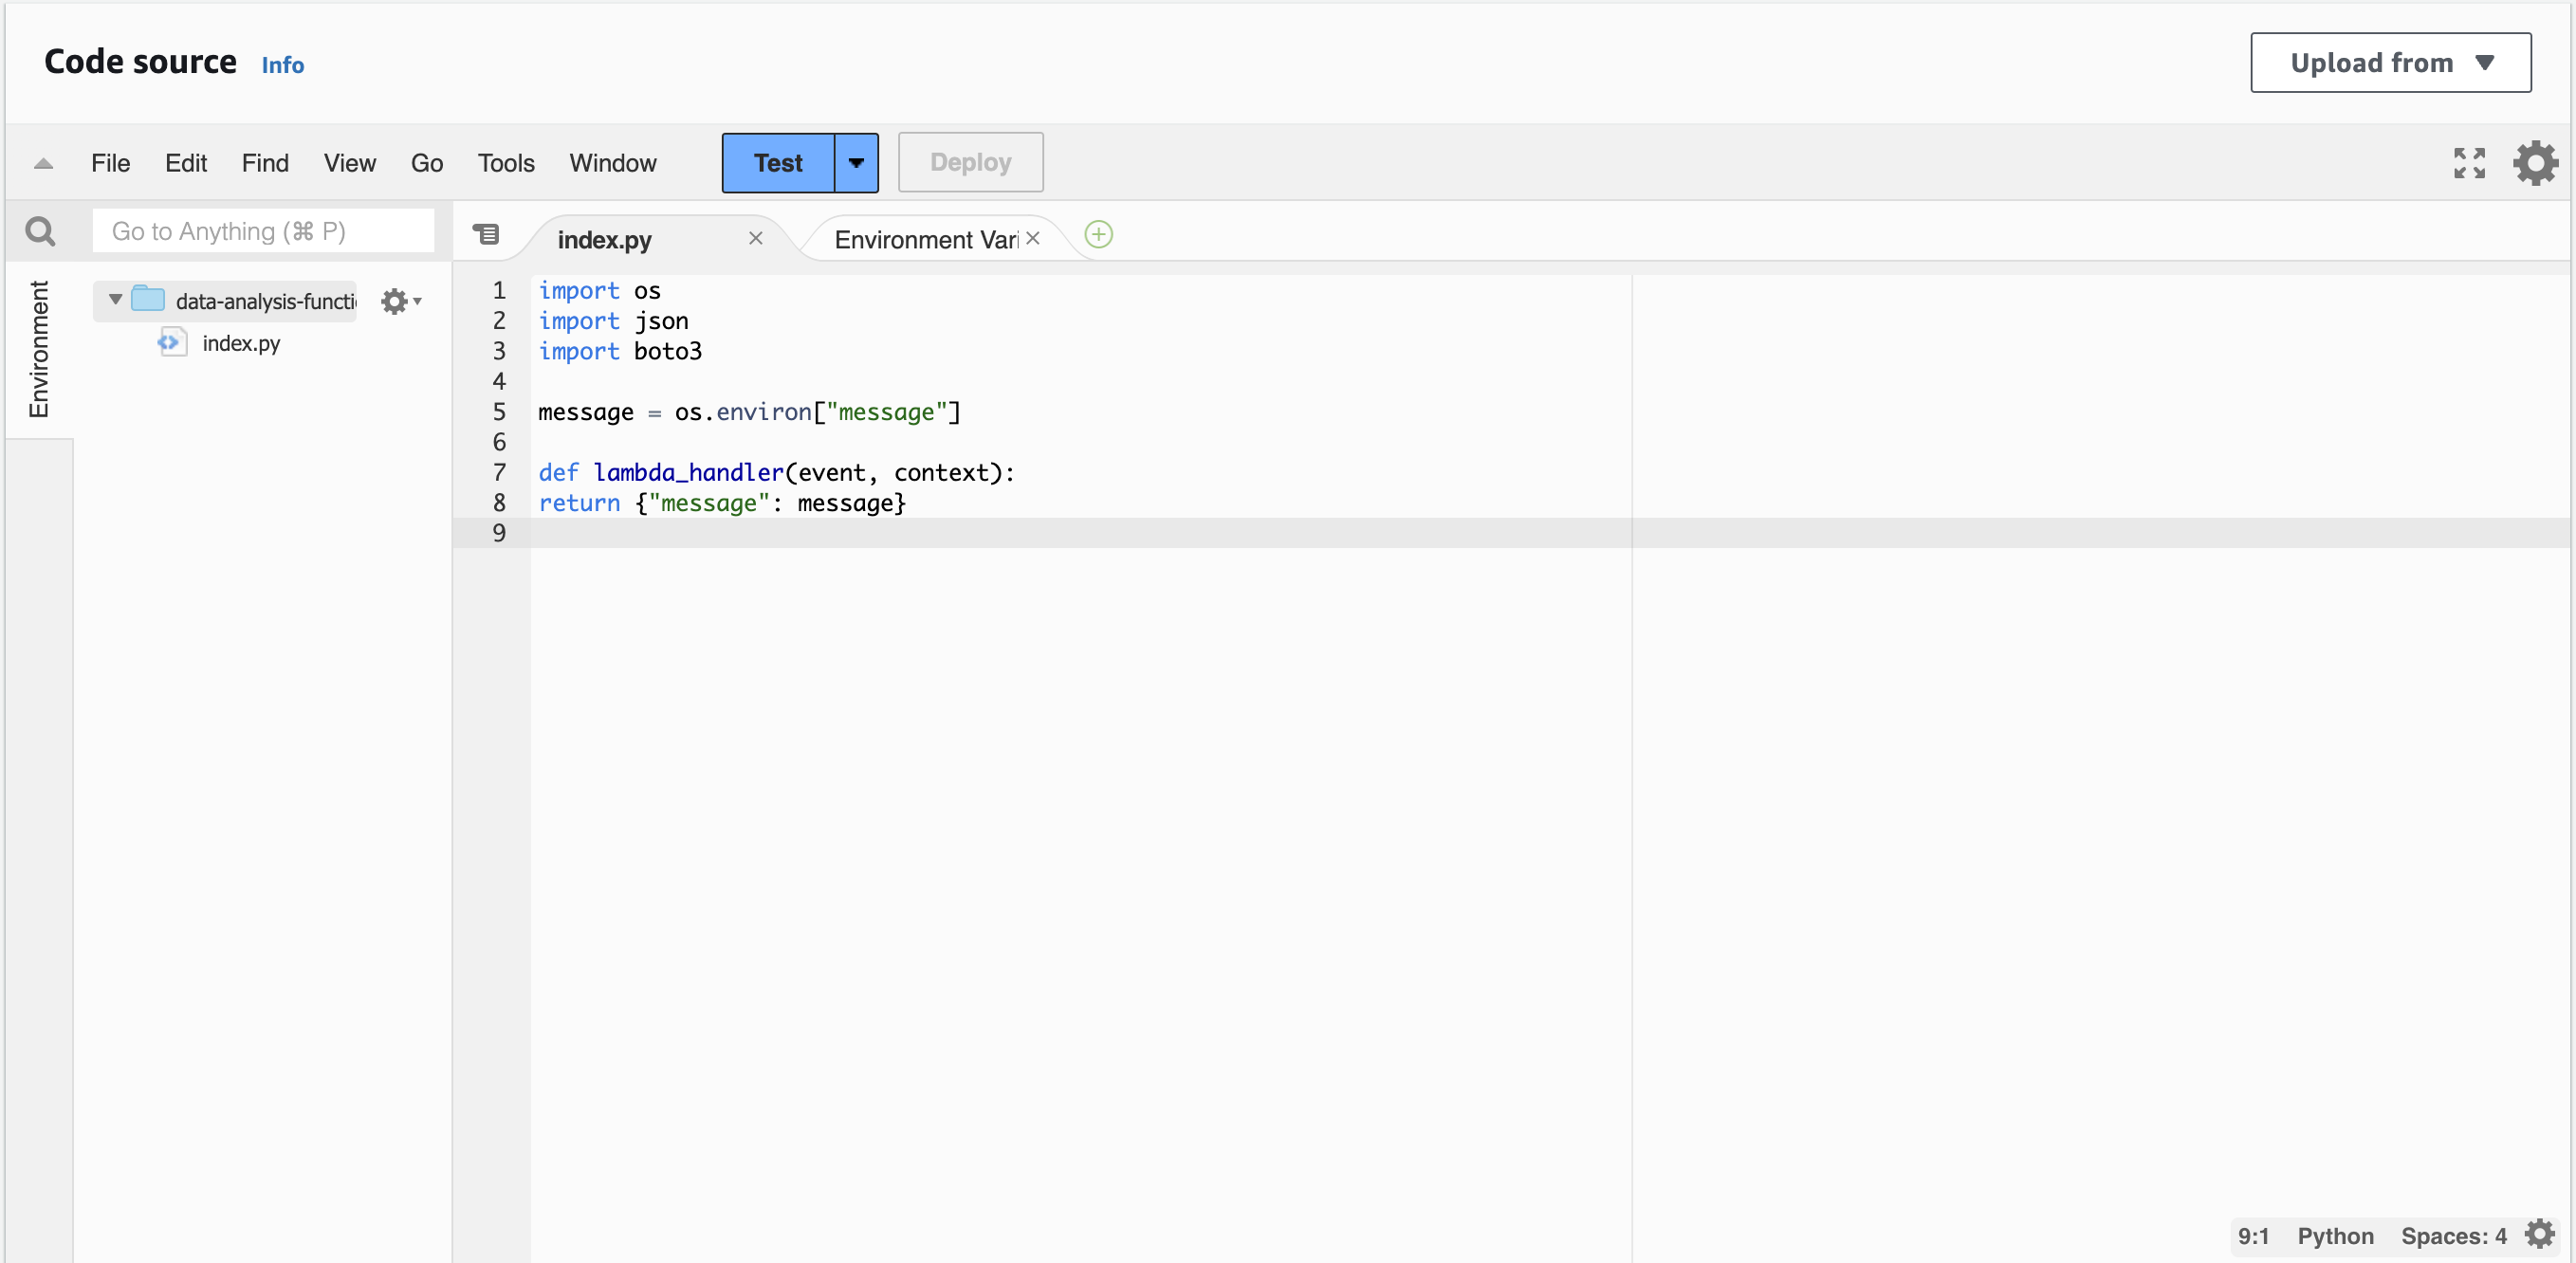 Code source Info
Upload from
File Edit Find View Go Tools Window Test Deploy
Go to Anything (⌘ P)
index.py Environment Vari
Environment
data-analysis-functi
index.py
1 import os
2 import json
3 import boto3
4
5 message = os.environ["message"]
6
7 def lambda_handler(event, context):
8 return {"message": message}
9
9:1 Python Spaces: 4